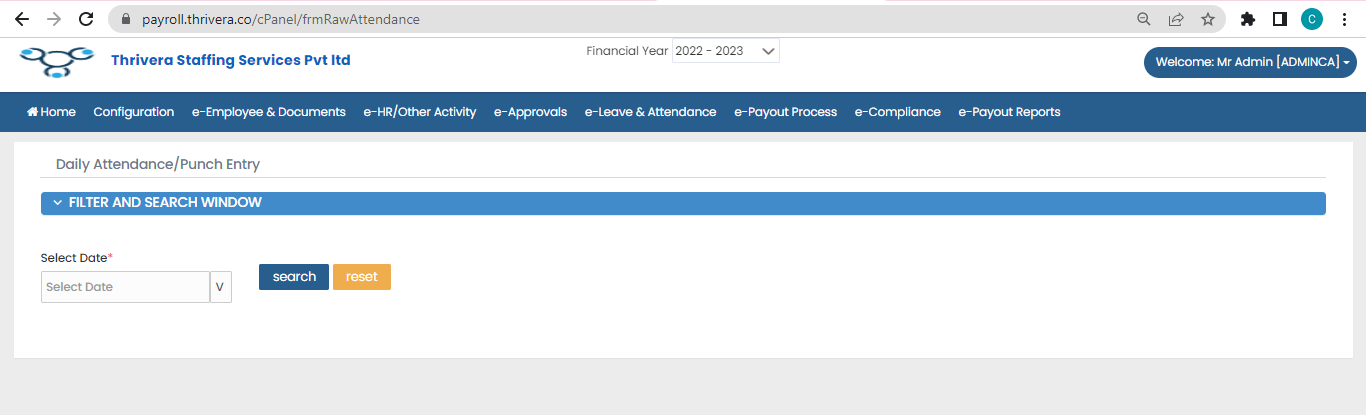 payroll.thrivera.co/cPanel/frmRawAttendance
C
Thrivera Staffing Services Pvt ltd
Financial Year 2022 - 2023
Welcome: Mr Admin [ADMINCA]
Home Configuration e-Employee & Documents e-HR/Other Activity e-Approvals e-Leave & Attendance e-Payout Process e-Compliance e-Payout Reports
Daily Attendance/Punch Entry
FILTER AND SEARCH WINDOW
Select Date*
Select Date V search reset